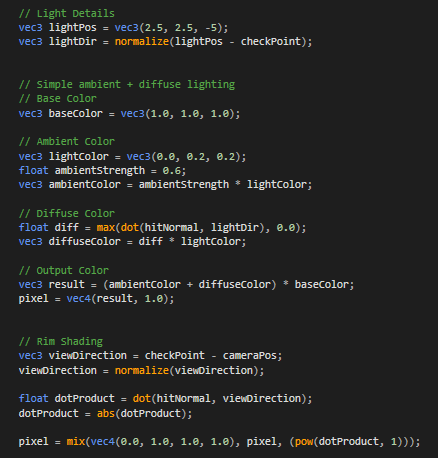 // Light Details
vec3 lightPos = vec3(2.5, 2.5, -5);
vec3 lightDir = normalize(lightPos - checkPoint);
// Simple ambient + diffuse lighting
// Base Color
vec3 baseColor = vec3(1.0, 1.0, 1.0);
// Ambient Color
vec3 lightColor = vec3(0.0, 0.2, 0.2);
float ambientStrength = 0.6;
vec3 ambientColor = ambientStrength * lightColor;
// Diffuse Color
float diff = max(dot(hitNormal, lightDir), 0.0);
vec3 diffuseColor = diff * lightColor;
// Output Color
vec3 result = (ambientColor + diffuseColor) * baseColor;
pixel = vec4(result, 1.0);
// Rim Shading
vec3 viewDirection = checkPoint - cameraPos;
viewDirection = normalize(viewDirection);
float dotProduct = dot(hitNormal, viewDirection);
dotProduct = abs(dotProduct);
pixel = mix(vec4(0.0, 1.0, 1.0, 1.0), pixel, (pow(dotProduct, 1)));